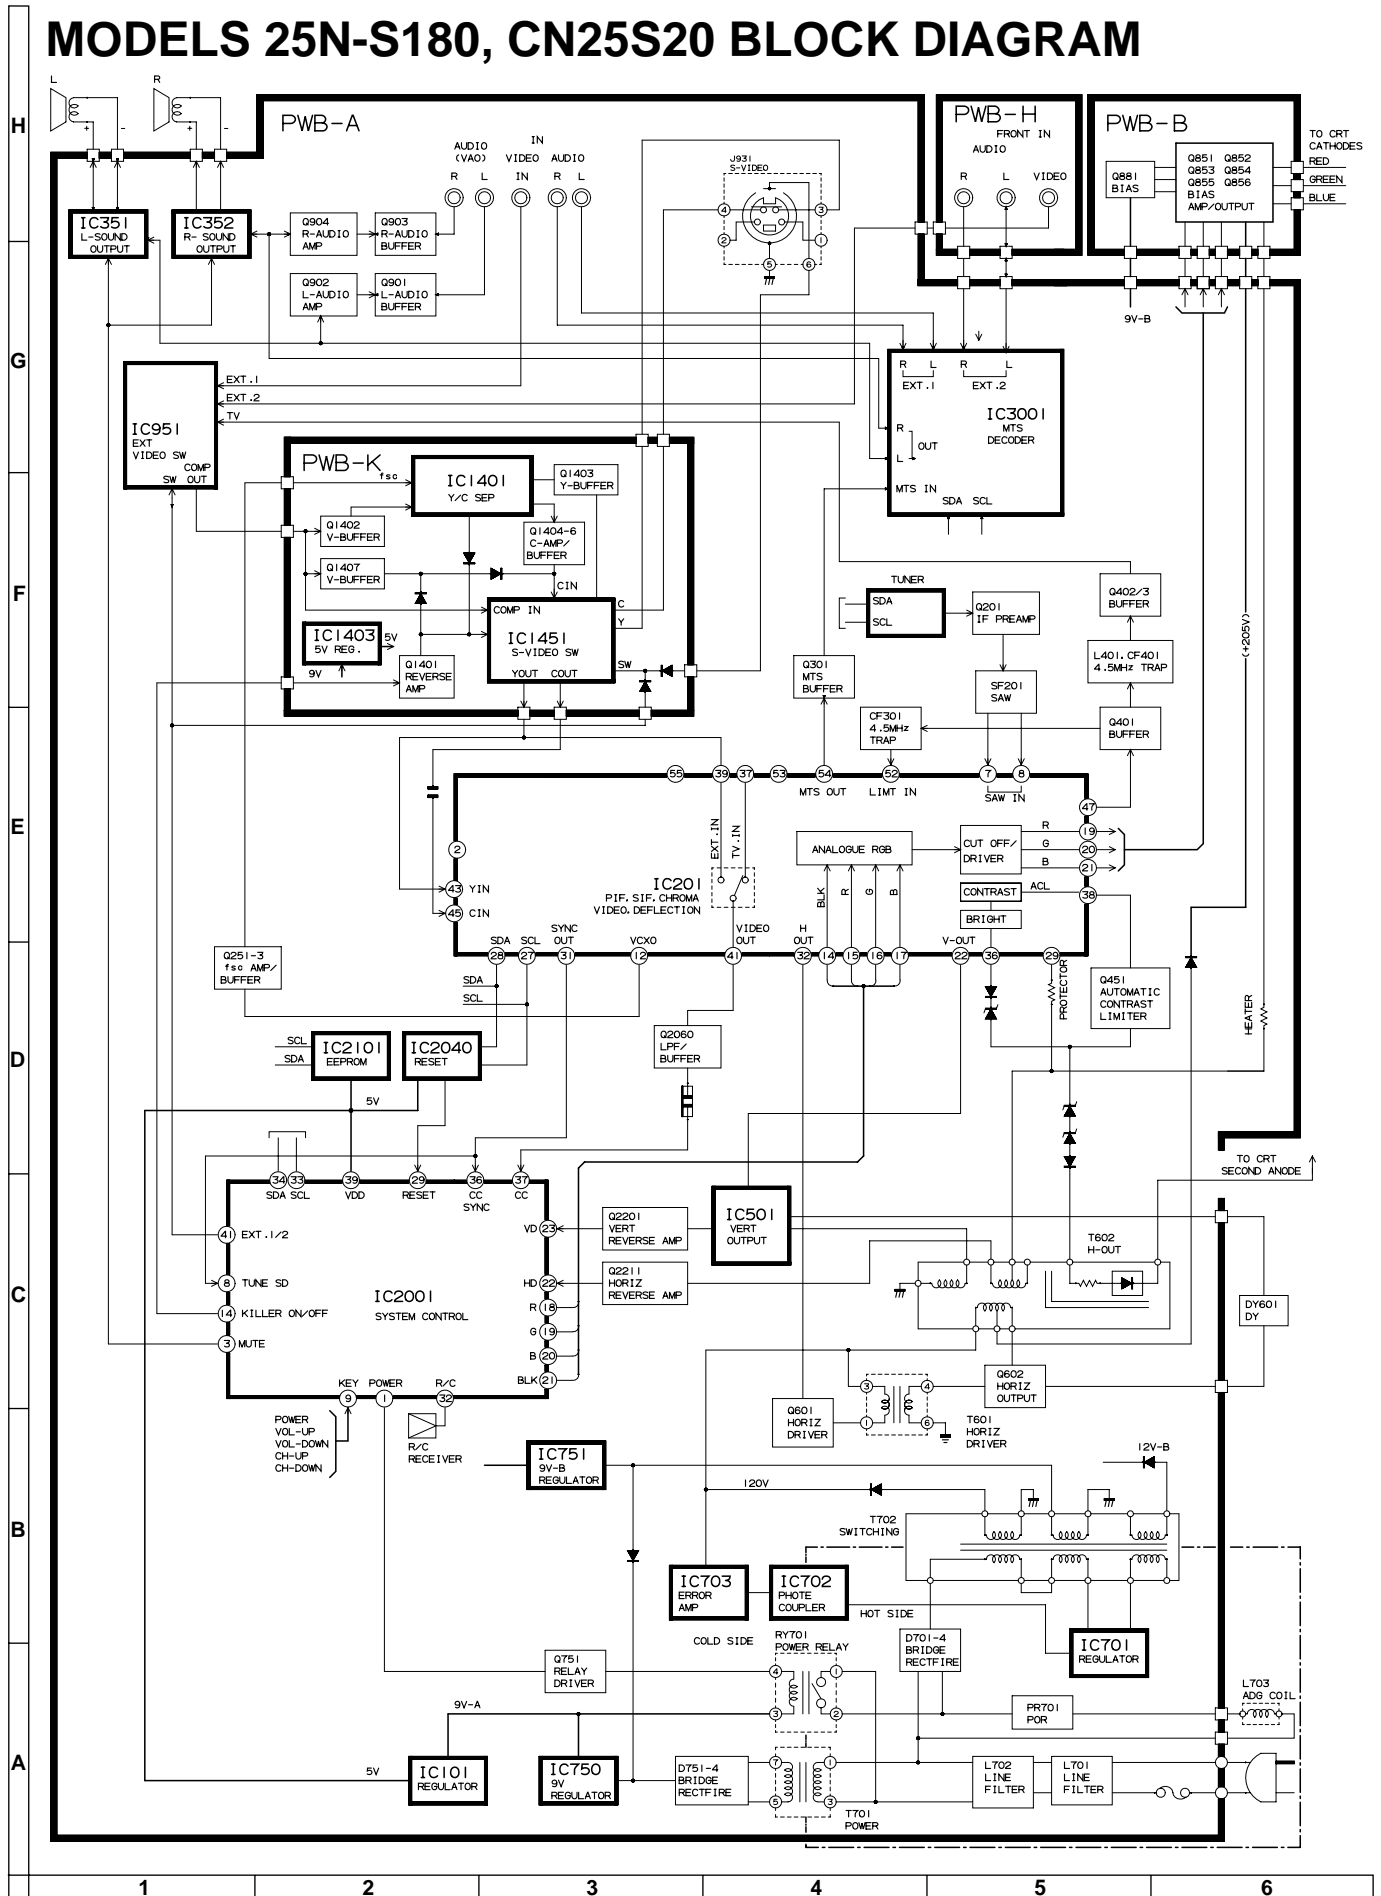 MODELS 25N-S180, CN25S20 BLOCK DIAGRAM
H
G
F
E
D
C
B
A
L
R
+ -
+ -
PWB-A
AUDIO
(VAO)
R L
IN
VIDEO AUDIO
IN R L
J931
S-VIDEO
4
3
2
1
5
6
PWB-H
FRONT IN
AUDIO
R L VIDEO
PWB-B
Q881
BIAS
Q851 Q852
Q853 Q854
Q855 Q856
BIAS
AMP/OUTPUT
TO CRT
CATHODES
RED
GREEN
BLUE
IC351
L-SOUND
OUTPUT
IC352
R- SOUND
OUTPUT
Q904
R-AUDIO
AMP
Q903
R-AUDIO
BUFFER
Q902
L-AUDIO
AMP
Q901
L-AUDIO
BUFFER
9V-B
EXT.1
EXT.2
TV
IC951
EXT
VIDEO SW
COMP
SW OUT
R L R L
EXT.1 EXT.2
IC3001
MTS
DECODER
R
OUT
L
MTS IN
SDA SCL
PWB-K
fsc
IC1401
Y/C SEP
Q1403
Y-BUFFER
Q1402
V-BUFFER
Q1404-6
C-AMP/
BUFFER
Q1407
V-BUFFER
CIN
COMP IN
IC1451
S-VIDEO SW
YOUT COUT
C
Y
SW
IC1403
5V REG.
5V
9V
Q1401
REVERSE
AMP
TUNER
SDA
SCL
Q201
IF PREAMP
Q402/3
BUFFER
L401.CF401
4.5MHz TRAP
Q301
MTS
BUFFER
SF201
SAW
CF301
4.5MHz
TRAP
Q401
BUFFER
(+205V)
55 39 37 53 54 52 7 8
MTS OUT LIMT IN SAW IN
47
EXT.IN
TV.IN
ANALOGUE RGB
CUT OFF/
DRIVER
R 19
G 20
B 21
2
43 YIN
45 CIN
IC201
PIF, SIF, CHROMA
VIDEO, DEFLECTION
BLK
R
G
B
CONTRAST
ACL
38
BRIGHT
SDA SCL
SYNC
OUT
VCXO
VIDEO
OUT
H
OUT
V-OUT
28 27 31 12 41 32 14 15 16 17 22 36 29
Q251-3
fsc AMP/
BUFFER
SDA
SCL
PROTECTOR
Q451
AUTOMATIC
CONTRAST
LIMITER
HEATER
SCL
SDA
IC2101
EEPROM
IC2040
RESET
Q2060
LPF/
BUFFER
5V
TO CRT
SECOND ANODE
34 33 39 29 36 37
SDA SCL VDD RESET CC
SYNC
CC
41 EXT.1/2
8 TUNE SD
14 KILLER ON/OFF
3 MUTE
IC2001
SYSTEM CONTROL
VD 23
HD 22
R 18
G 19
B 20
BLK 21
Q2201
VERT
REVERSE AMP
Q2211
HORIZ
REVERSE AMP
IC501
VERT
OUTPUT
T602
H-OUT
DY601
DY
KEY POWER R/C
9 1 32
POWER
VOL-UP
VOL-DOWN
CH-UP
CH-DOWN
R/C
RECEIVER
Q601
HORIZ
DRIVER
3
4
1
6
T601
HORIZ
DRIVER
Q602
HORIZ
OUTPUT
IC751
9V-B
REGULATOR
120V
12V-B
T702
SWITCHING
IC703
ERROR
AMP
IC702
PHOTE
COUPLER
HOT SIDE
COLD SIDE
IC701
REGULATOR
RY701
POWER RELAY
4
1
3
2
D701-4
BRIDGE
RECTFIRE
Q751
RELAY
DRIVER
9V-A
PR701
POR
L703
ADG COIL
5V
IC101
REGULATOR
IC750
9V
REGULATOR
D751-4
BRIDGE
RECTFIRE
7
1
5
3
T701
POWER
L702
LINE
FILTER
L701
LINE
FILTER
1 2 3 4 5 6